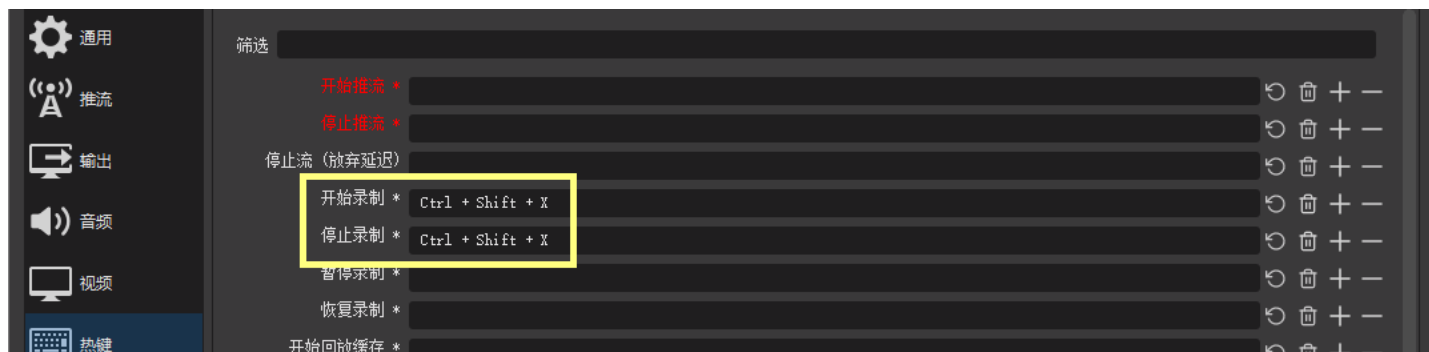 通用
筛选
开始推流 *
推流
停止推流 *
输出
停止流（放弃延迟）
开始录制 * Ctrl + Shift + X
音频
停止录制 * Ctrl + Shift + X
视频
暂停录制 *
恢复录制 *
热键
开始回放缓存 *